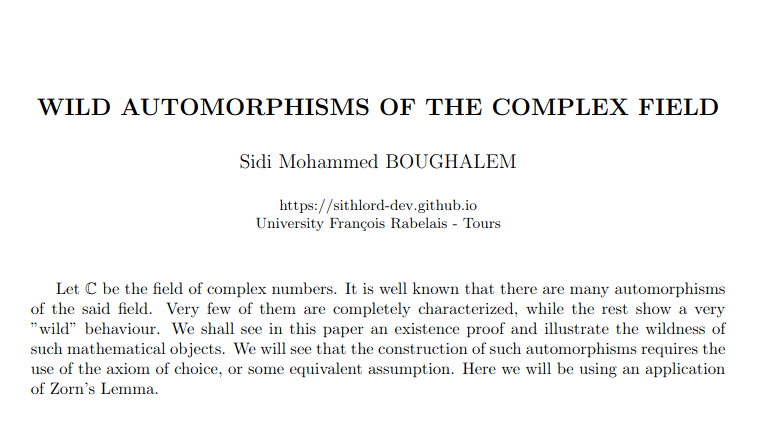 WILD AUTOMORPHISMS OF THE COMPLEX FIELD
Sidi Mohammed BOUGHALEM
https://sithlord-dev.github.io
University François Rabelais - Tours
Let ℂ be the field of complex numbers. It is well known that there are many automorphisms
of the said field. Very few of them are completely characterized, while the rest show a very
”wild” behaviour. We shall see in this paper an existence proof and illustrate the wildness of
such mathematical objects. We will see that the construction of such automorphisms requires the
use of the axiom of choice, or some equivalent assumption. Here we will be using an application
of Zorn’s Lemma.